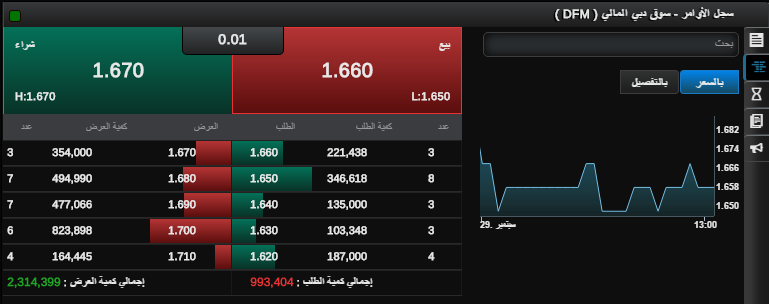 سجل الأوامر - سوق دبي المالي ( DFM )
بحث
بالسعر بالتفصيل
1.682
1.674
1.666
1.658
1.650
29. سبتمبر 13:00
بيع 0.01 شراء
1.660 1.670
L:1.650 H:1.670
عدد كمية الطلب الطلب العرض كمية العرض عدد
3 354,000 1.670 1.660 221,438 3
7 494,990 1.680 1.650 346,618 8
7 477,066 1.690 1.640 135,000 3
6 823,898 1.700 1.630 103,348 3
4 164,445 1.710 1.620 187,000 4
إجمالي كمية الطلب : 993,404
إجمالي كمية العرض : 2,314,399